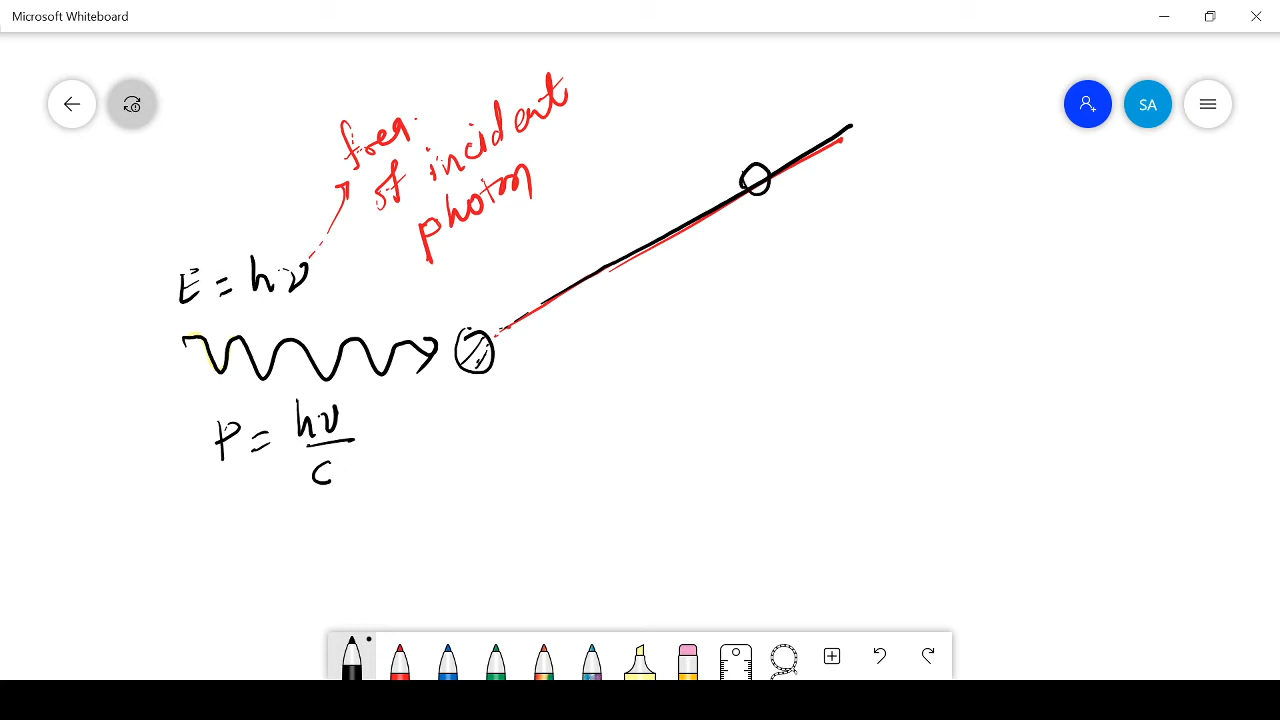 Microsoft Whiteboard
SA
freq.
of incident
photon
E = hν
P = hν
c